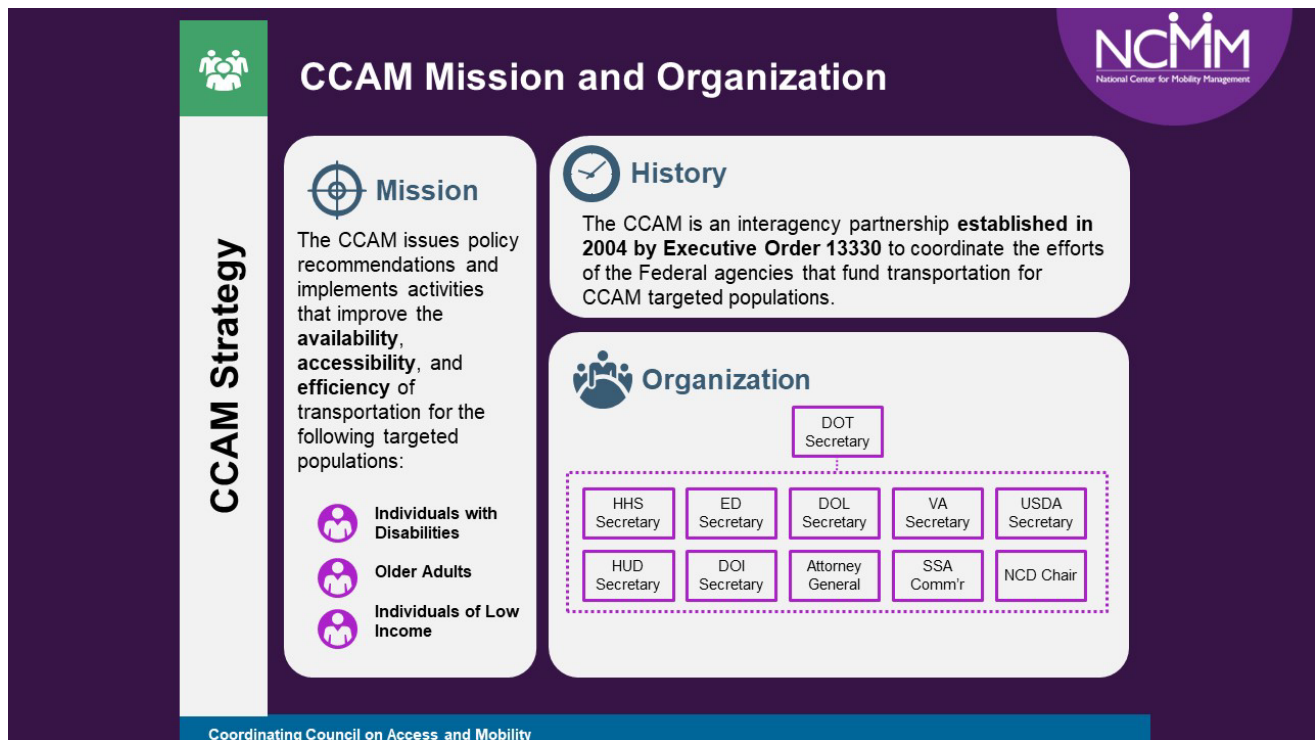 NCMM
National Center for Mobility Management
CCAM Mission and Organization
CCAM Strategy
Mission
The CCAM issues policy
recommendations and
implements activities
that improve the
availability,
accessibility, and
efficiency of
transportation for the
following targeted
populations:
Individuals with
Disabilities
Older Adults
Individuals of Low
Income
History
The CCAM is an interagency partnership established in
2004 by Executive Order 13330 to coordinate the efforts
of the Federal agencies that fund transportation for
CCAM targeted populations.
Organization
DOT
Secretary
HHS
Secretary
ED
Secretary
DOL
Secretary
VA
Secretary
USDA
Secretary
HUD
Secretary
DOI
Secretary
Attorney
General
SSA
Comm'r
NCD Chair
Coordinating Council on Access and Mobility